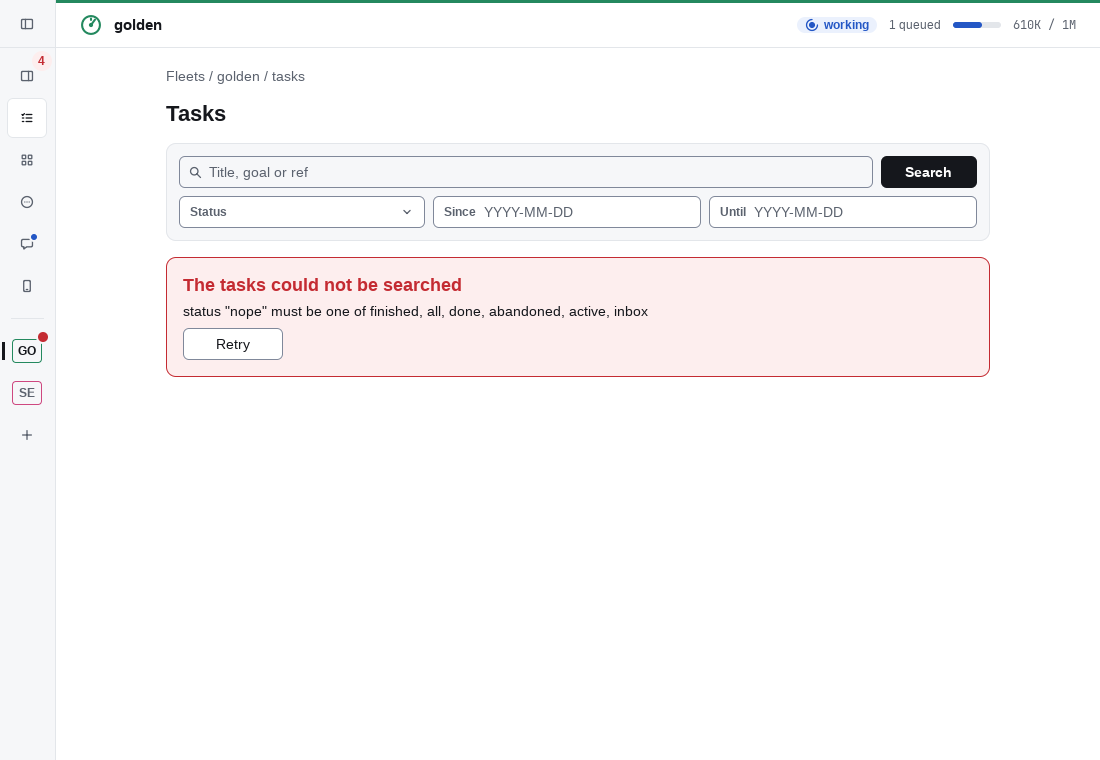 golden
working
1 queued
610K / 1M
4
Fleets / golden / tasks
Tasks
Title, goal or ref
Search
Status
Since YYYY-MM-DD
Until YYYY-MM-DD
The tasks could not be searched
status "nope" must be one of finished, all, done, abandoned, active, inbox
Retry
GO
SE